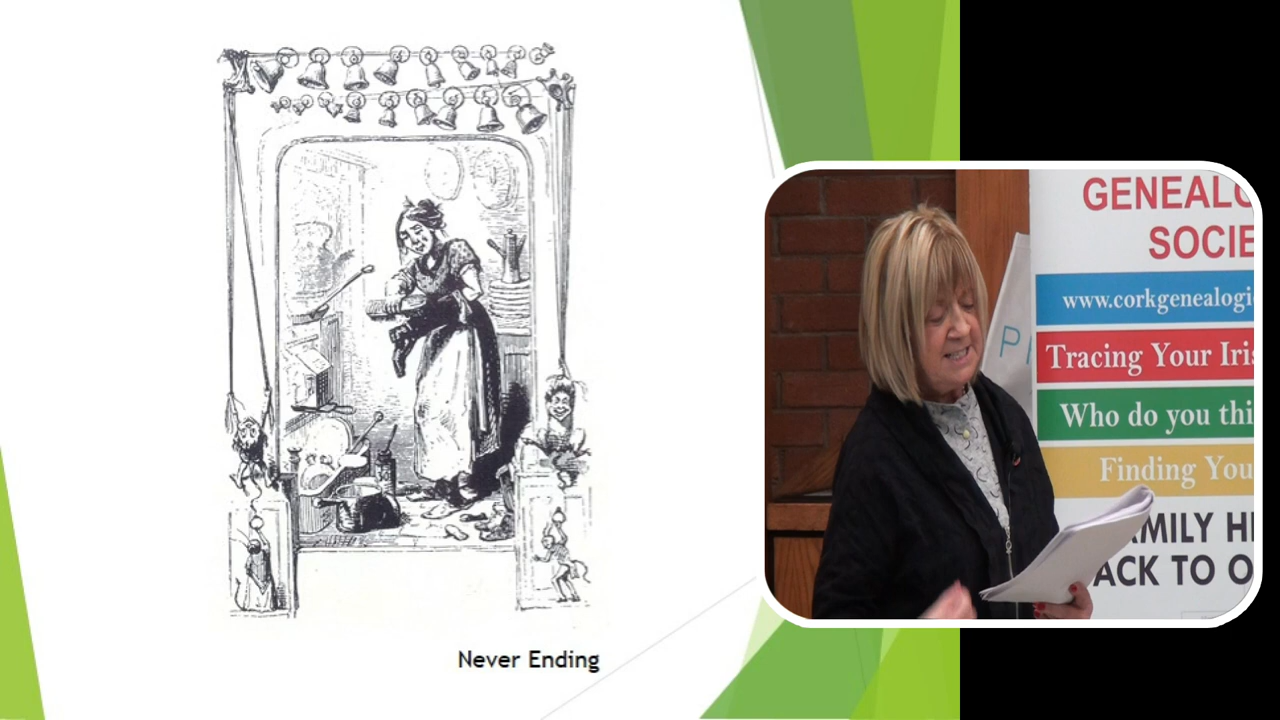 Never Ending
GENEALO
SOCIE
www.corkgenealogi
Tracing Your Iris
Who do you thi
Finding You
AMILY HI
ACK TO O